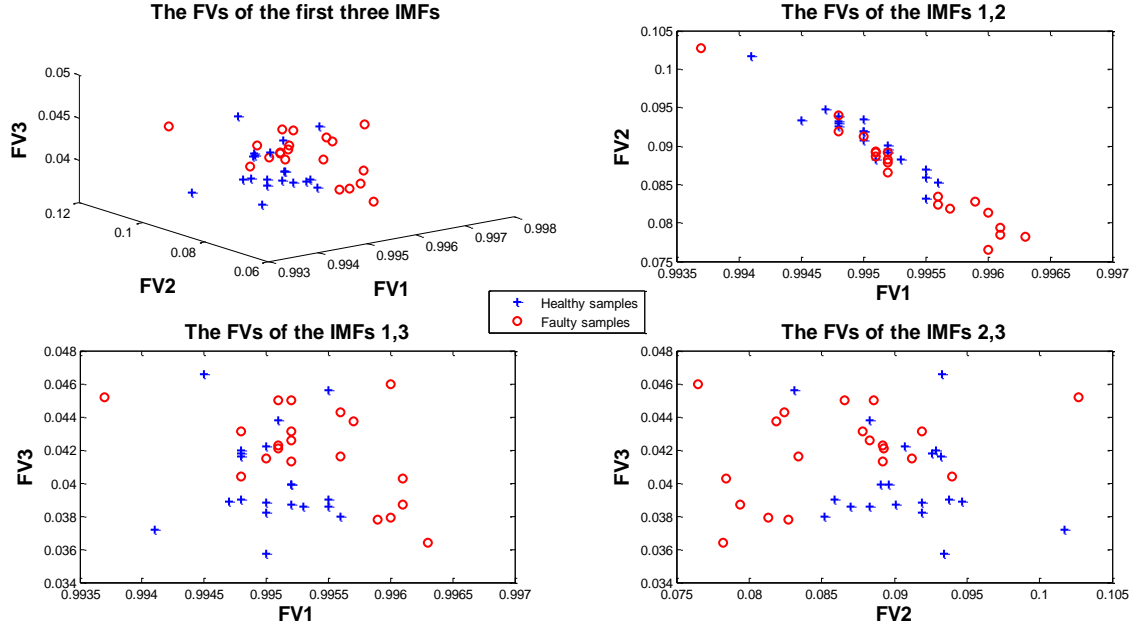 The FVs of the first three IMFs
0.05
0.045
0.04
0.12
0.1
0.08
0.06
0.993
0.994
0.995
0.996
0.997
0.998
FV3
FV2
FV1
The FVs of the IMFs 1,2
0.105
0.1
0.095
0.09
0.085
0.08
0.075
0.9935 0.994 0.9945 0.995 0.9955 0.996 0.9965 0.997
FV2
FV1
Healthy samples
Faulty samples
The FVs of the IMFs 1,3
0.048
0.046
0.044
0.042
0.04
0.038
0.036
0.034
0.9935 0.994 0.9945 0.995 0.9955 0.996 0.9965 0.997
FV3
FV1
The FVs of the IMFs 2,3
0.048
0.046
0.044
0.042
0.04
0.038
0.036
0.034
0.075 0.08 0.085 0.09 0.095 0.1 0.105
FV3
FV2